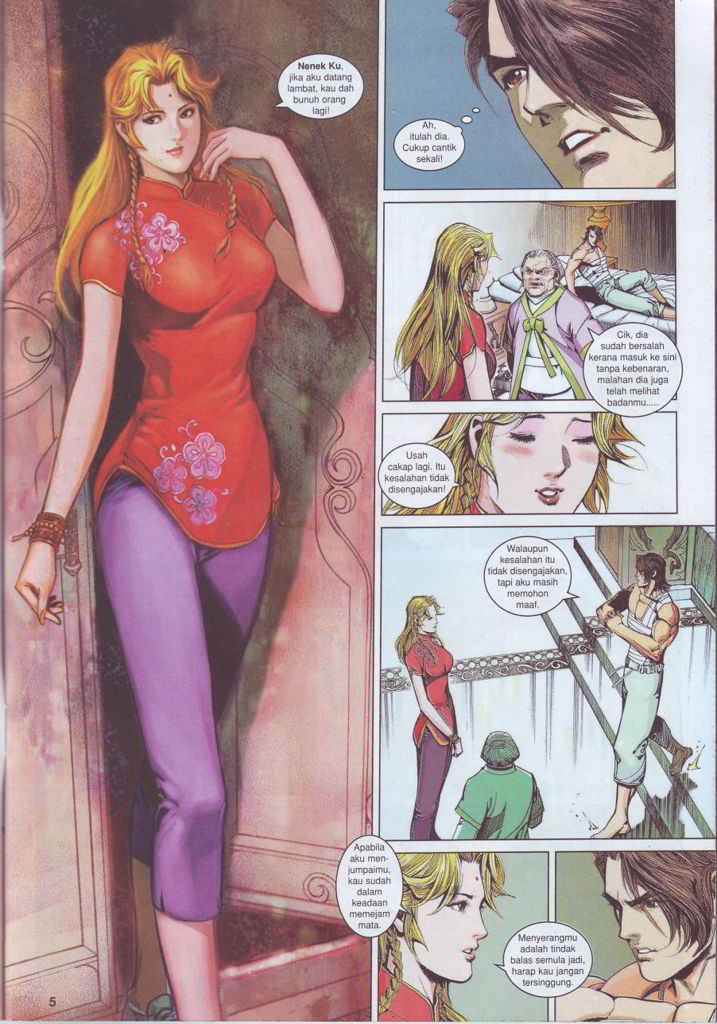 Nenek Ku,
jika aku datang
lambat, kau dah
bunuh orang
lagi!
Ah,
itulah dia.
Cukup cantik
sekali!
Cik, dia
sudah bersalah
kerana masuk ke sini
tanpa kebenaran,
malahan dia juga
telah melihat
badanmu.....
Usah
cakap lagi. Itu
kesalahan tidak
disengajakan!
Walaupun
kesalahan itu
tidak disengajakan,
tapi aku masih
memohon
maaf.
Apabila
aku men-
jumpaimu,
kau sudah
dalam
keadaan
memejam
mata.
Menyerangmu
adalah tindak
balas semula jadi,
harap kau jangan
tersinggung.
5